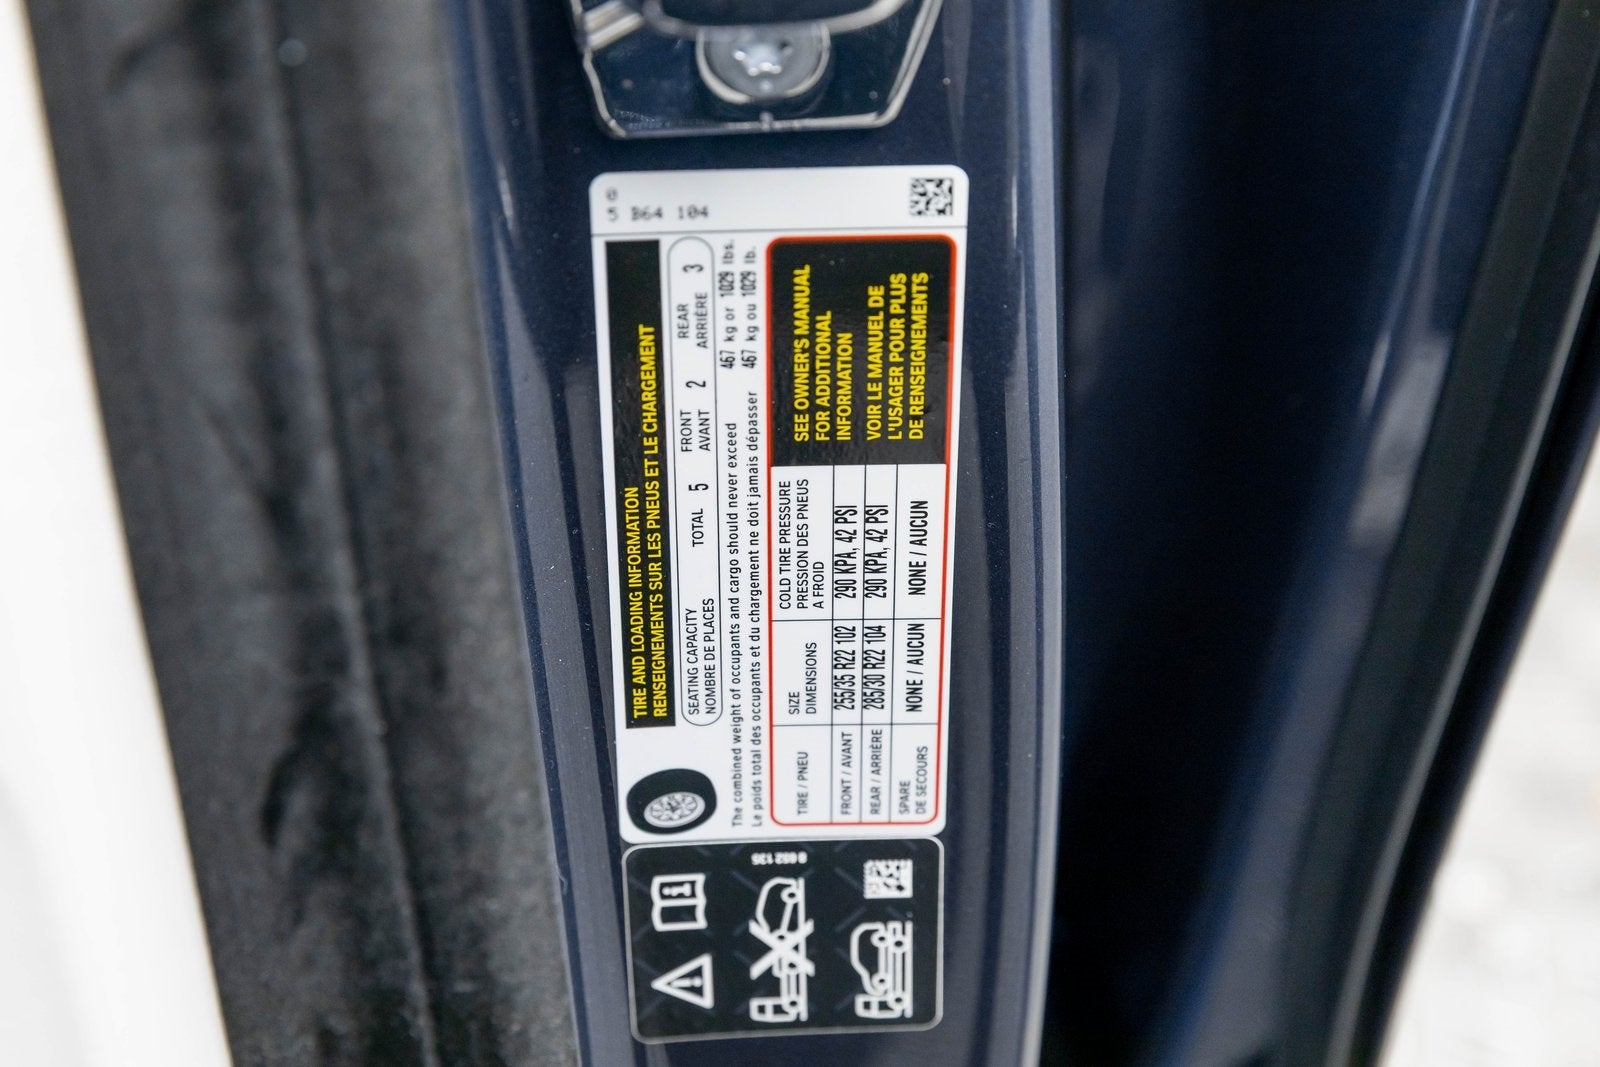 0
5 B64 104
TIRE AND LOADING INFORMATION
RENSEIGNEMENTS SUR LES PNEUS ET LE CHARGEMENT
SEATING CAPACITY TOTAL 5 FRONT 2 REAR 3
NOMBRE DE PLACES AVANT ARRIÈRE
The combined weight of occupants and cargo should never exceed 467 kg or 1029 lbs.
Le poids total des occupants et du chargement ne doit jamais dépasser 467 kg ou 1029 lb.
TIRE / PNEU
SIZE
DIMENSIONS
COLD TIRE PRESSURE
PRESSION DES PNEUS
A FROID
FRONT / AVANT 255/35 R22 102 290 KPA, 42 PSI
REAR / ARRIÈRE 285/30 R22 104 290 KPA, 42 PSI
SPARE
DE SECOURS
NONE / AUCUN NONE / AUCUN
SEE OWNER'S MANUAL
FOR ADDITIONAL
INFORMATION
VOIR LE MANUEL DE
L'USAGER POUR PLUS
DE RENSEIGNEMENTS